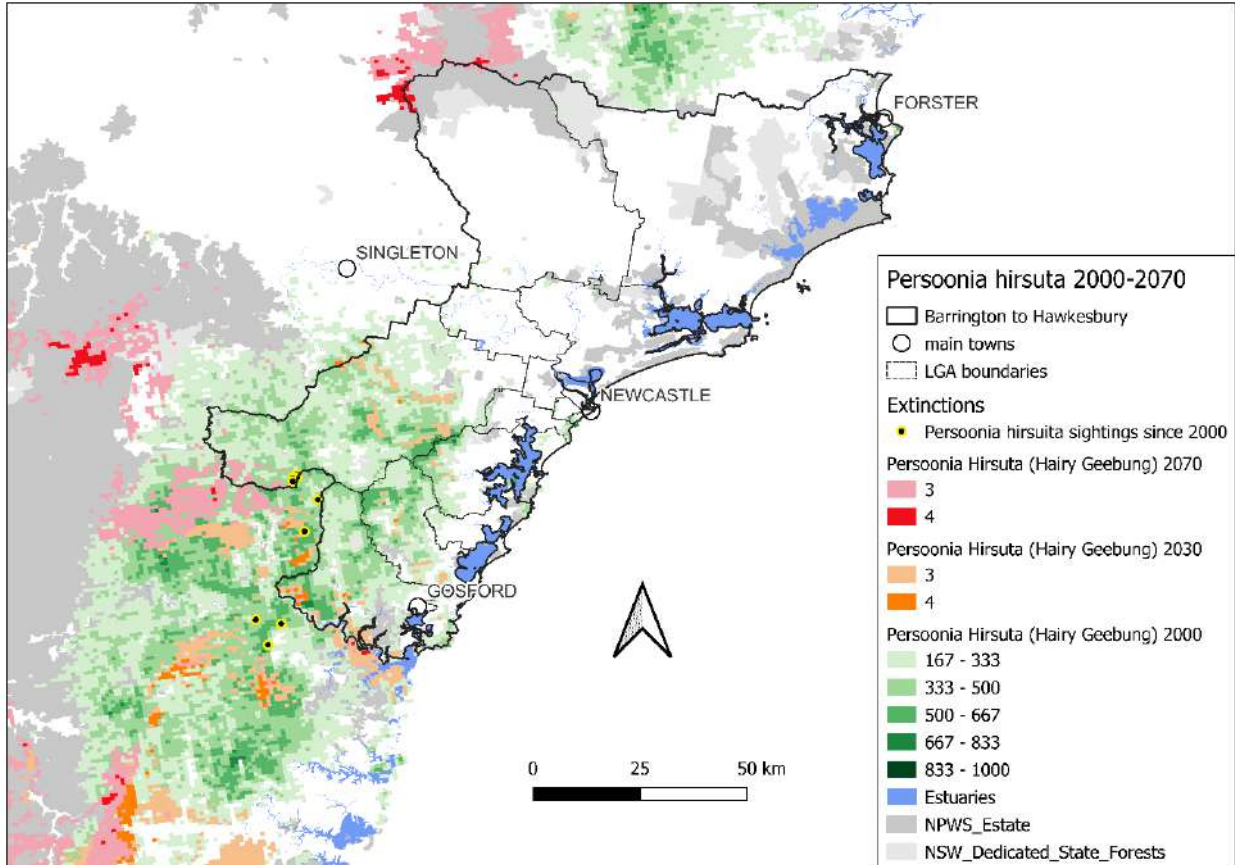 FORSTER
SINGLETON
NEWCASTLE
GOSFORD
0 25 50 km
Persoonia hirsuta 2000-2070
Barrington to Hawkesbury
main towns
LGA boundaries
Extinctions
Persoonia hirsuita sightings since 2000
Persoonia Hirsuta (Hairy Geebung) 2070
3
4
Persoonia Hirsuta (Hairy Geebung) 2030
3
4
Persoonia Hirsuta (Hairy Geebung) 2000
167 - 333
333 - 500
500 - 667
667 - 833
833 - 1000
Estuaries
NPWS_Estate
NSW_Dedicated_State_Forests